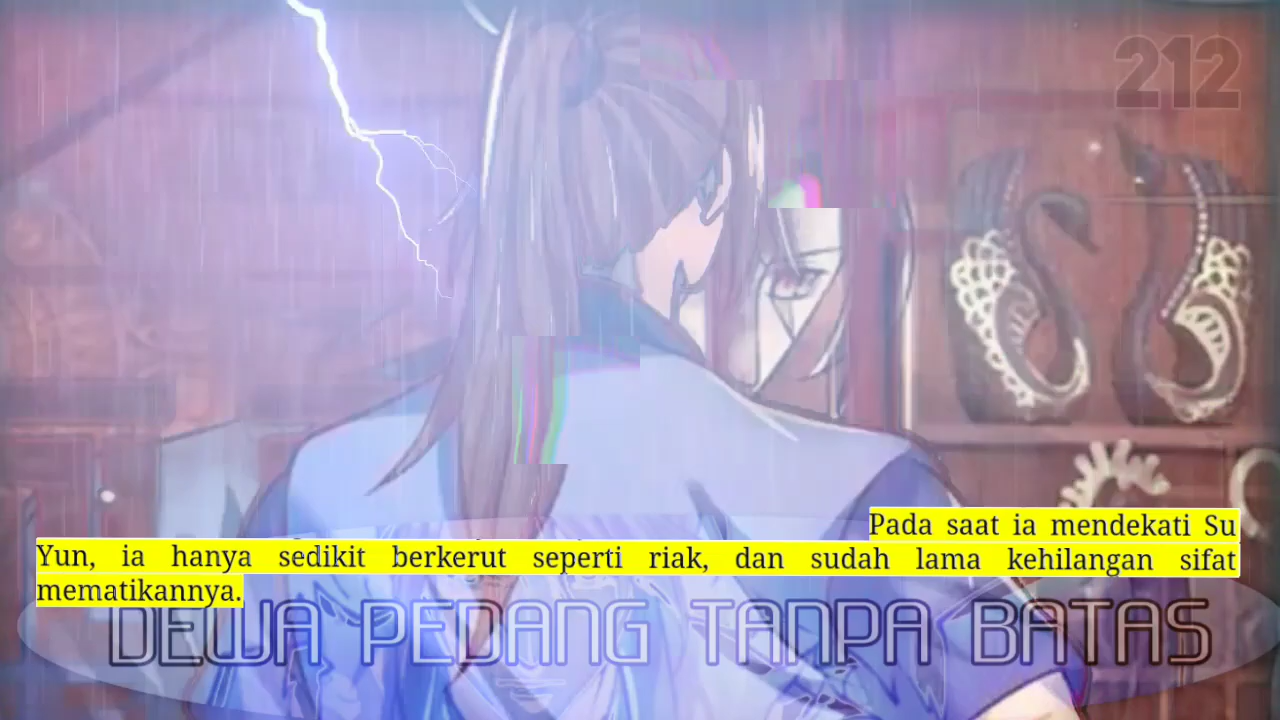 212
Pada saat ia mendekati Su
Yun, ia hanya sedikit berkerut seperti riak, dan sudah lama kehilangan sifat
mematikannya.
DEWA PEDANG TANPA BATAS